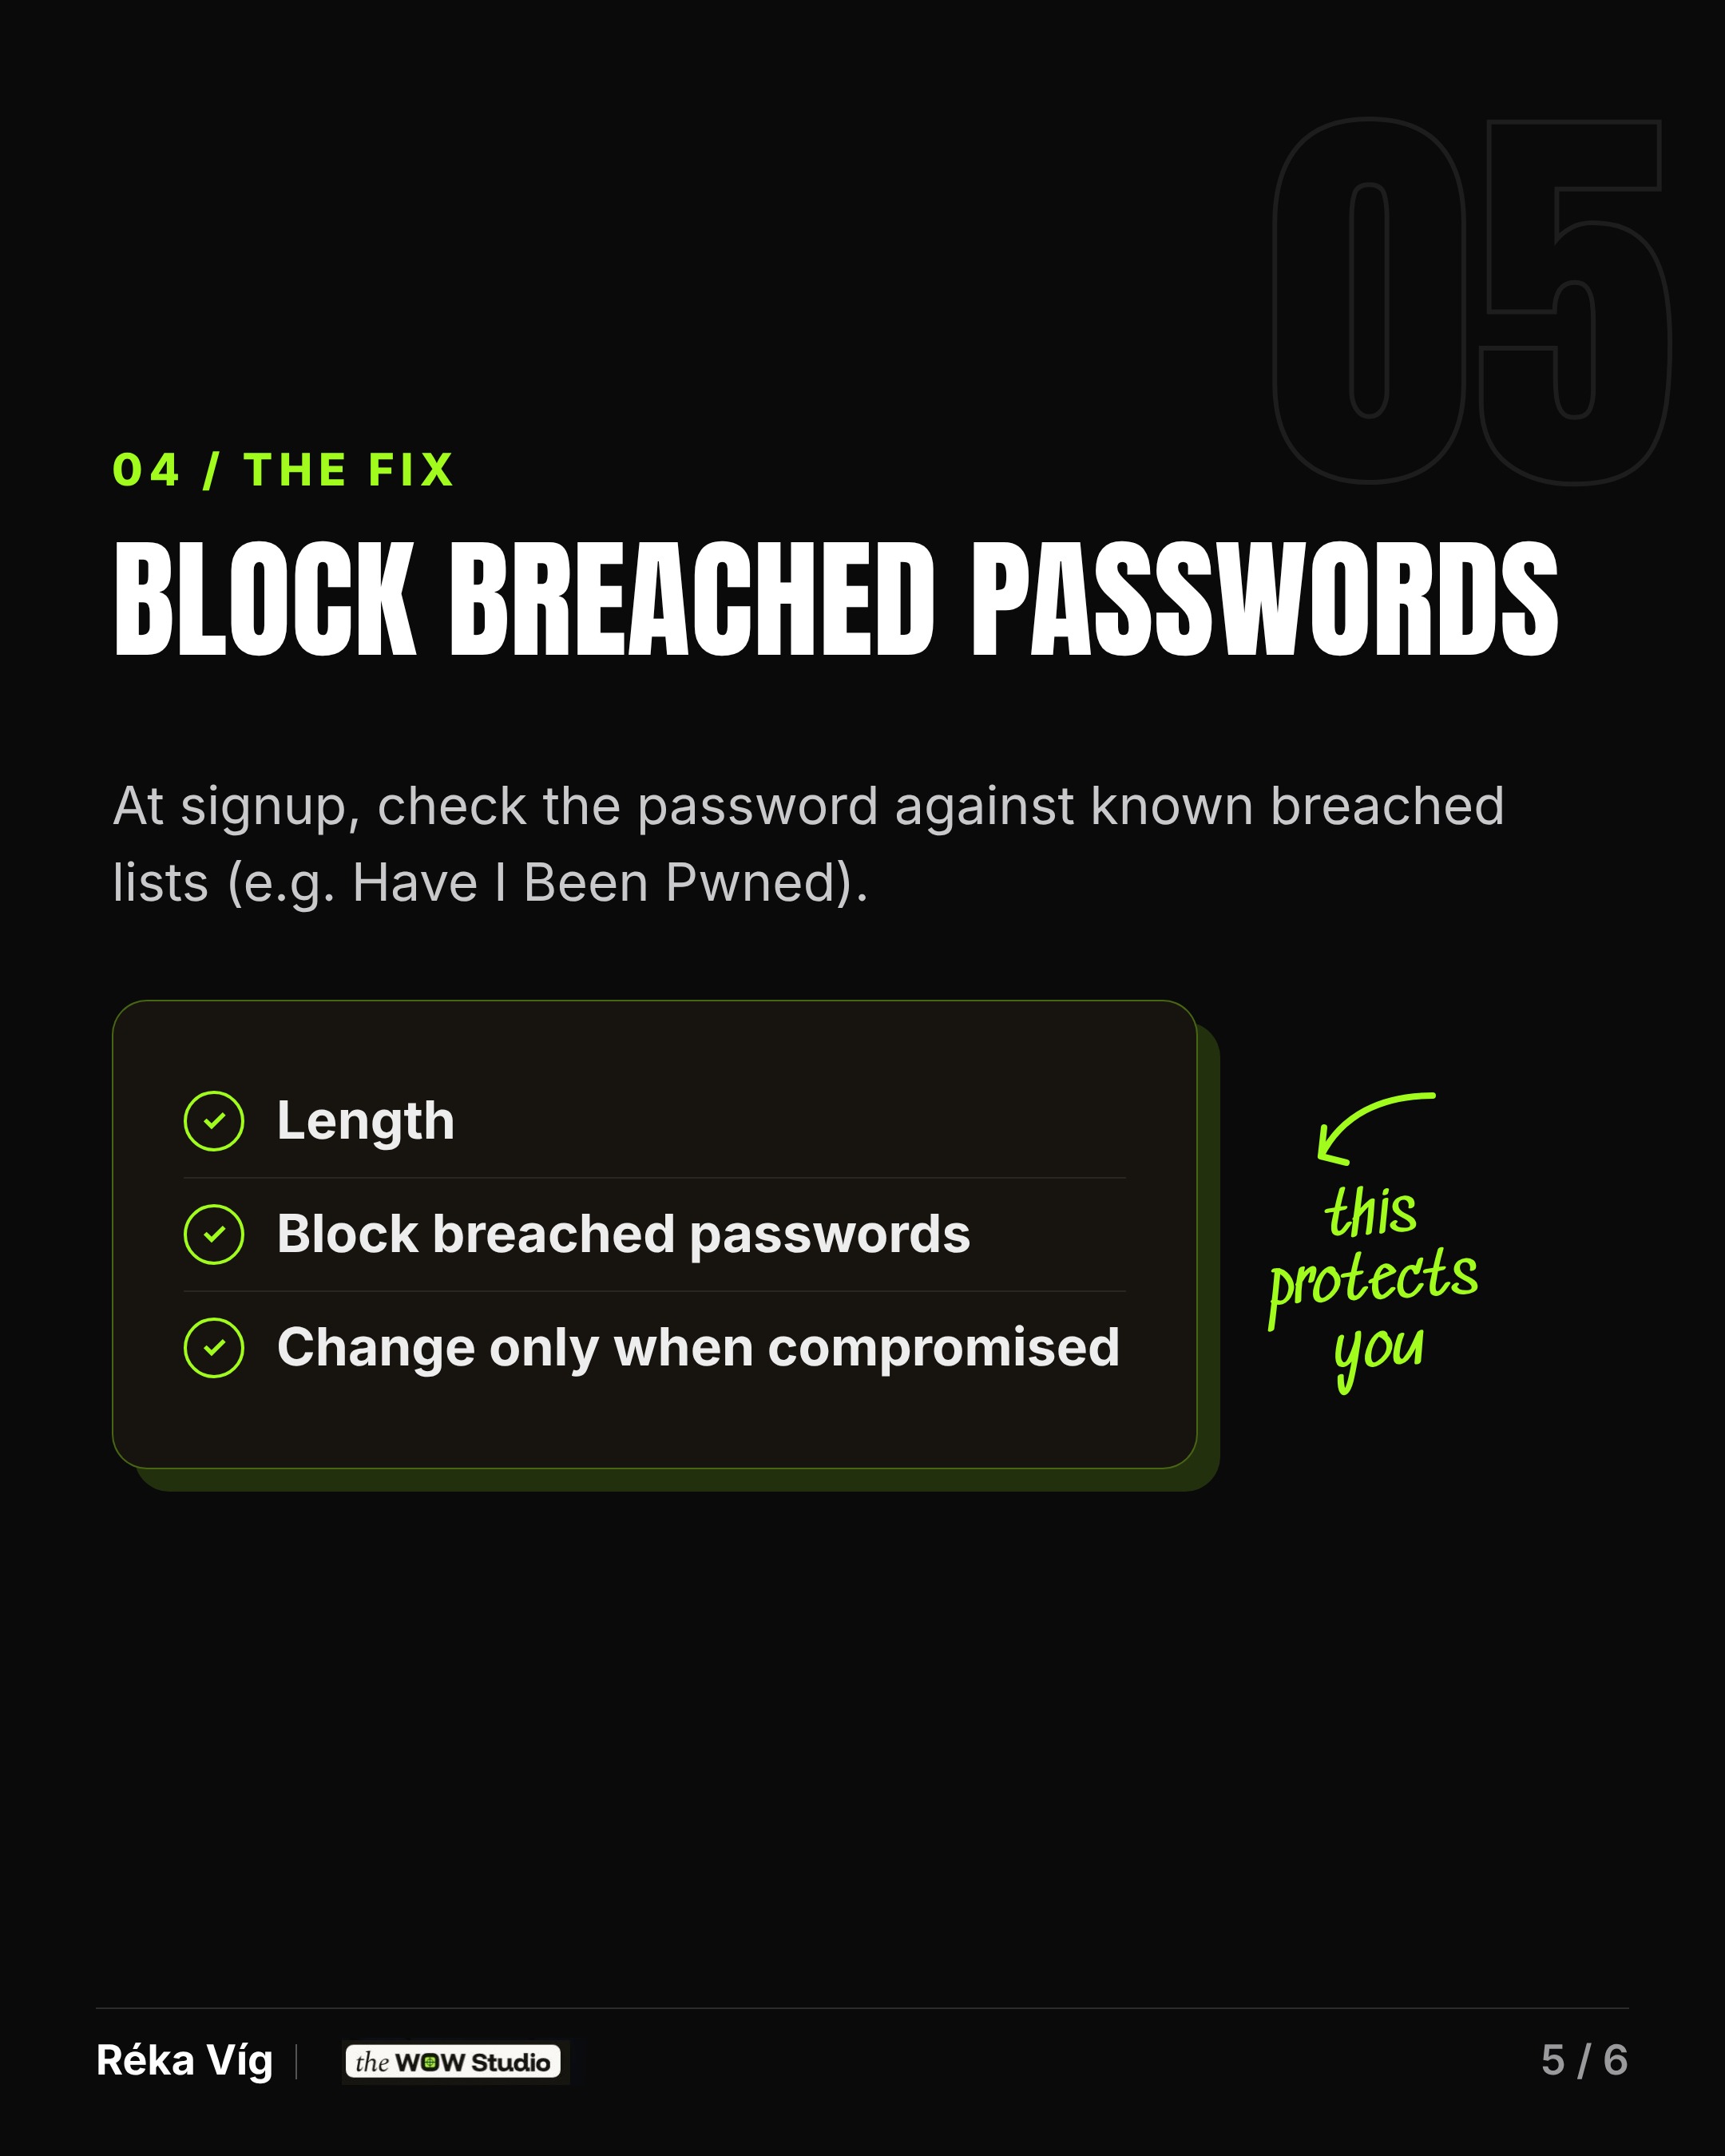 05
04 / THE FIX
BLOCK BREACHED PASSWORDS
At signup, check the password against known breached
lists (e.g. Have I Been Pwned).
Length
Block breached passwords
Change only when compromised
this
protects
you
Réka Víg
the WOW Studio
5 / 6